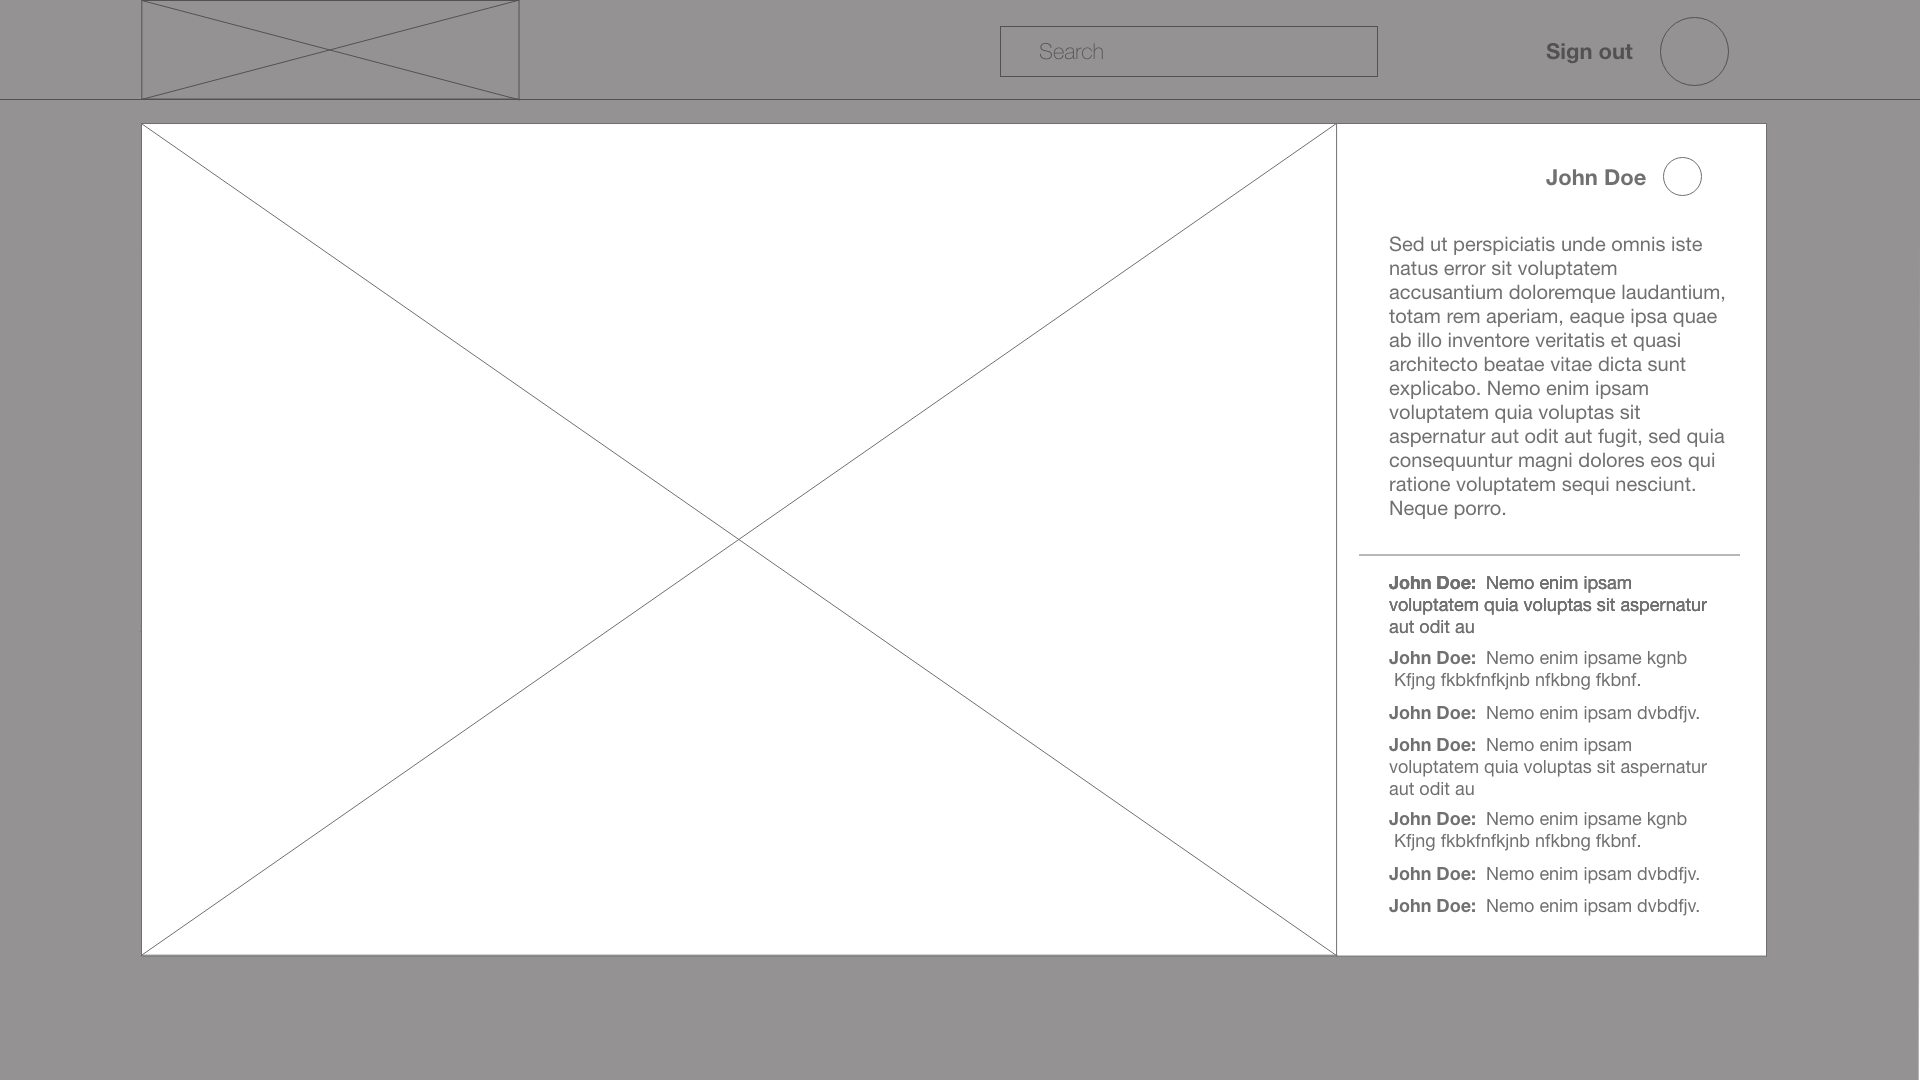 Search
Sign out
John Doe
Sed ut perspiciatis unde omnis iste
natus error sit voluptatem
accusantium doloremque laudantium,
totam rem aperiam, eaque ipsa quae
ab illo inventore veritatis et quasi
architecto beatae vitae dicta sunt
explicabo. Nemo enim ipsam
voluptatem quia voluptas sit
aspernatur aut odit aut fugit, sed quia
consequuntur magni dolores eos qui
ratione voluptatem sequi nesciunt.
Neque porro.
John Doe: Nemo enim ipsam
voluptatem quia voluptas sit aspernatur
aut odit au
John Doe: Nemo enim ipsame kgnb
Kfjng fkbkfnfkjnb nfkbng fkbnf.
John Doe: Nemo enim ipsam dvbdfjv.
John Doe: Nemo enim ipsam
voluptatem quia voluptas sit aspernatur
aut odit au
John Doe: Nemo enim ipsame kgnb
Kfjng fkbkfnfkjnb nfkbng fkbnf.
John Doe: Nemo enim ipsam dvbdfjv.
John Doe: Nemo enim ipsam dvbdfjv.